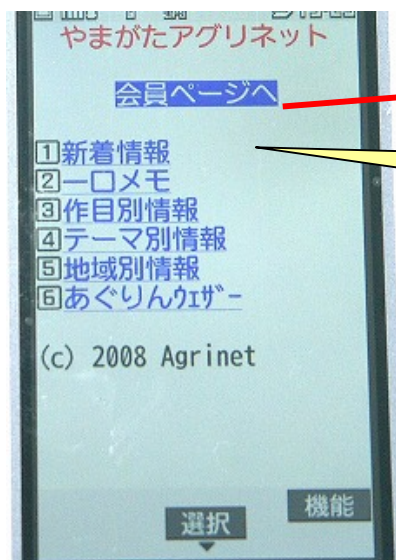 やまがたアグリネット
会員ページへ
1新着情報
2一口メモ
3作目別情報
4テーマ別情報
5地域別情報
6あぐりんｳｪｻﾞｰ
(c) 2008 Agrinet
機能
選択